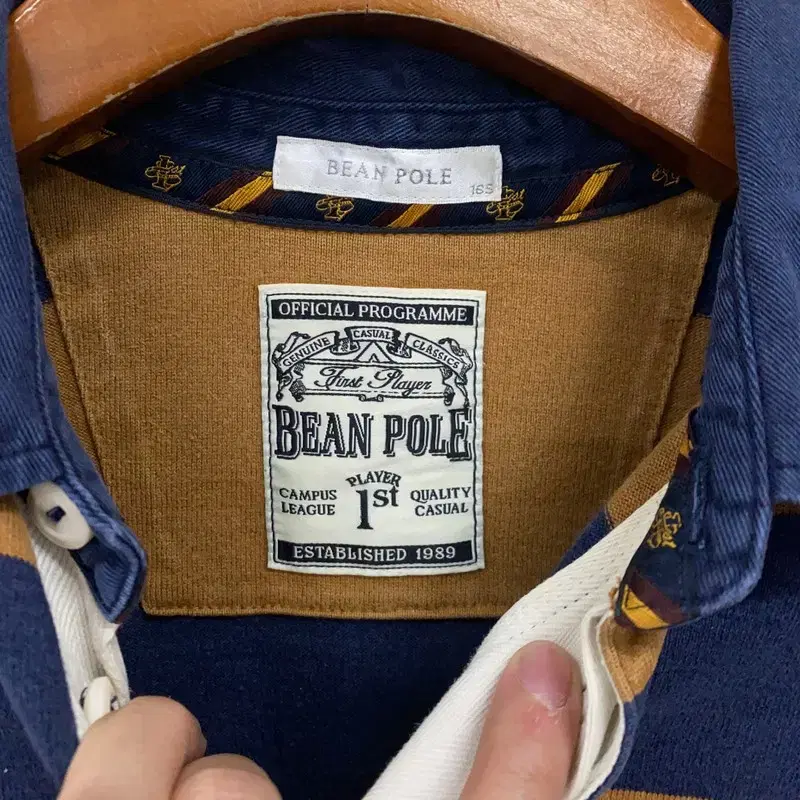 BEAN POLE
165
OFFICIAL PROGRAMME
GENUINE CASUAL CLASSICS
First Player
BEAN POLE
PLAYER
1st
CAMPUS LEAGUE
QUALITY CASUAL
ESTABLISHED 1989